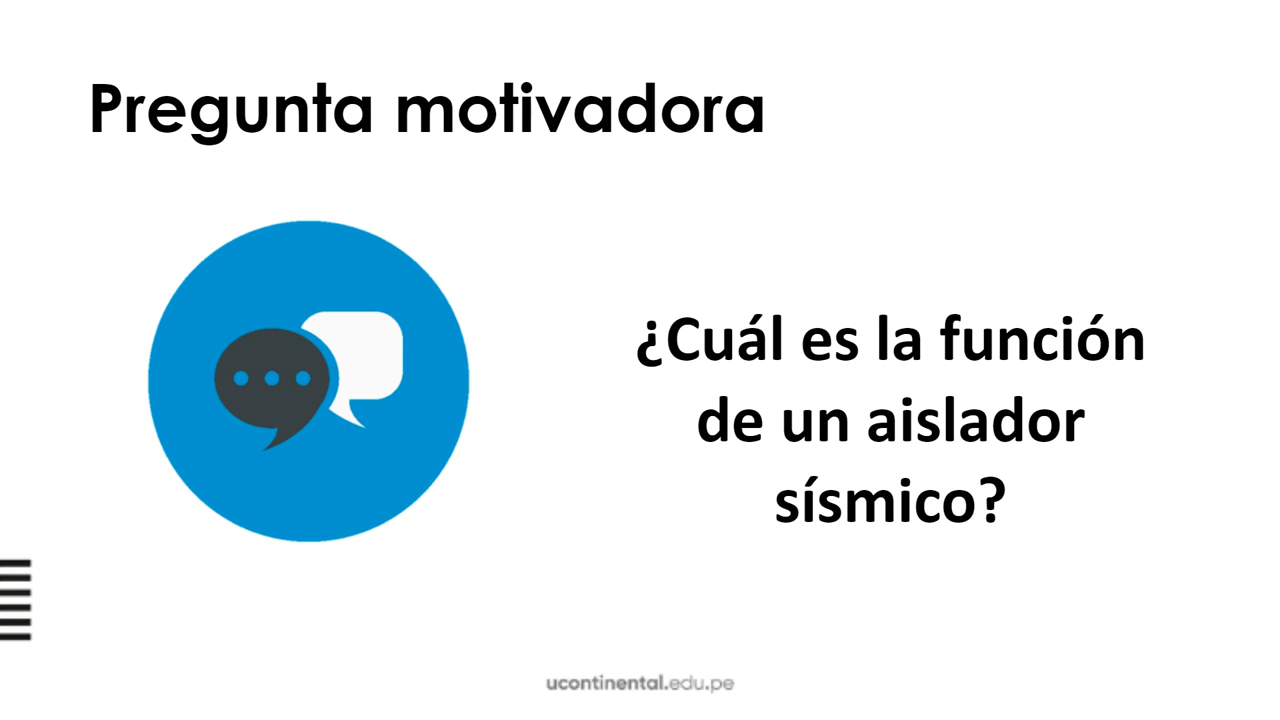 Pregunta motivadora
¿Cuál es la función
de un aislador
sísmico?
ucontinental.edu.pe